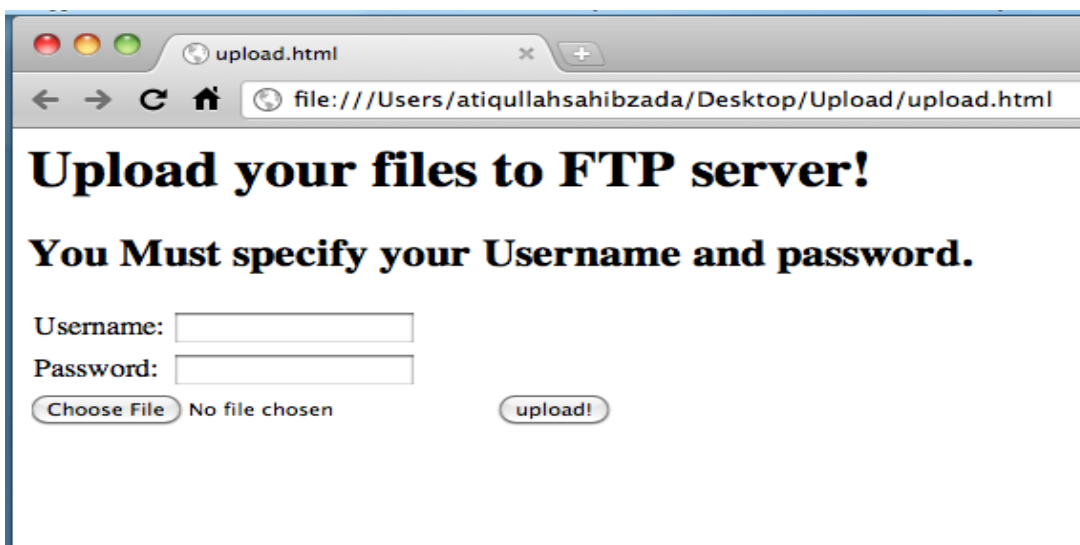 upload.html
file:///Users/atiqullahsahibzada/Desktop/Upload/upload.html
Upload your files to FTP server!
You Must specify your Username and password.
Username:
Password:
Choose File No file chosen upload!